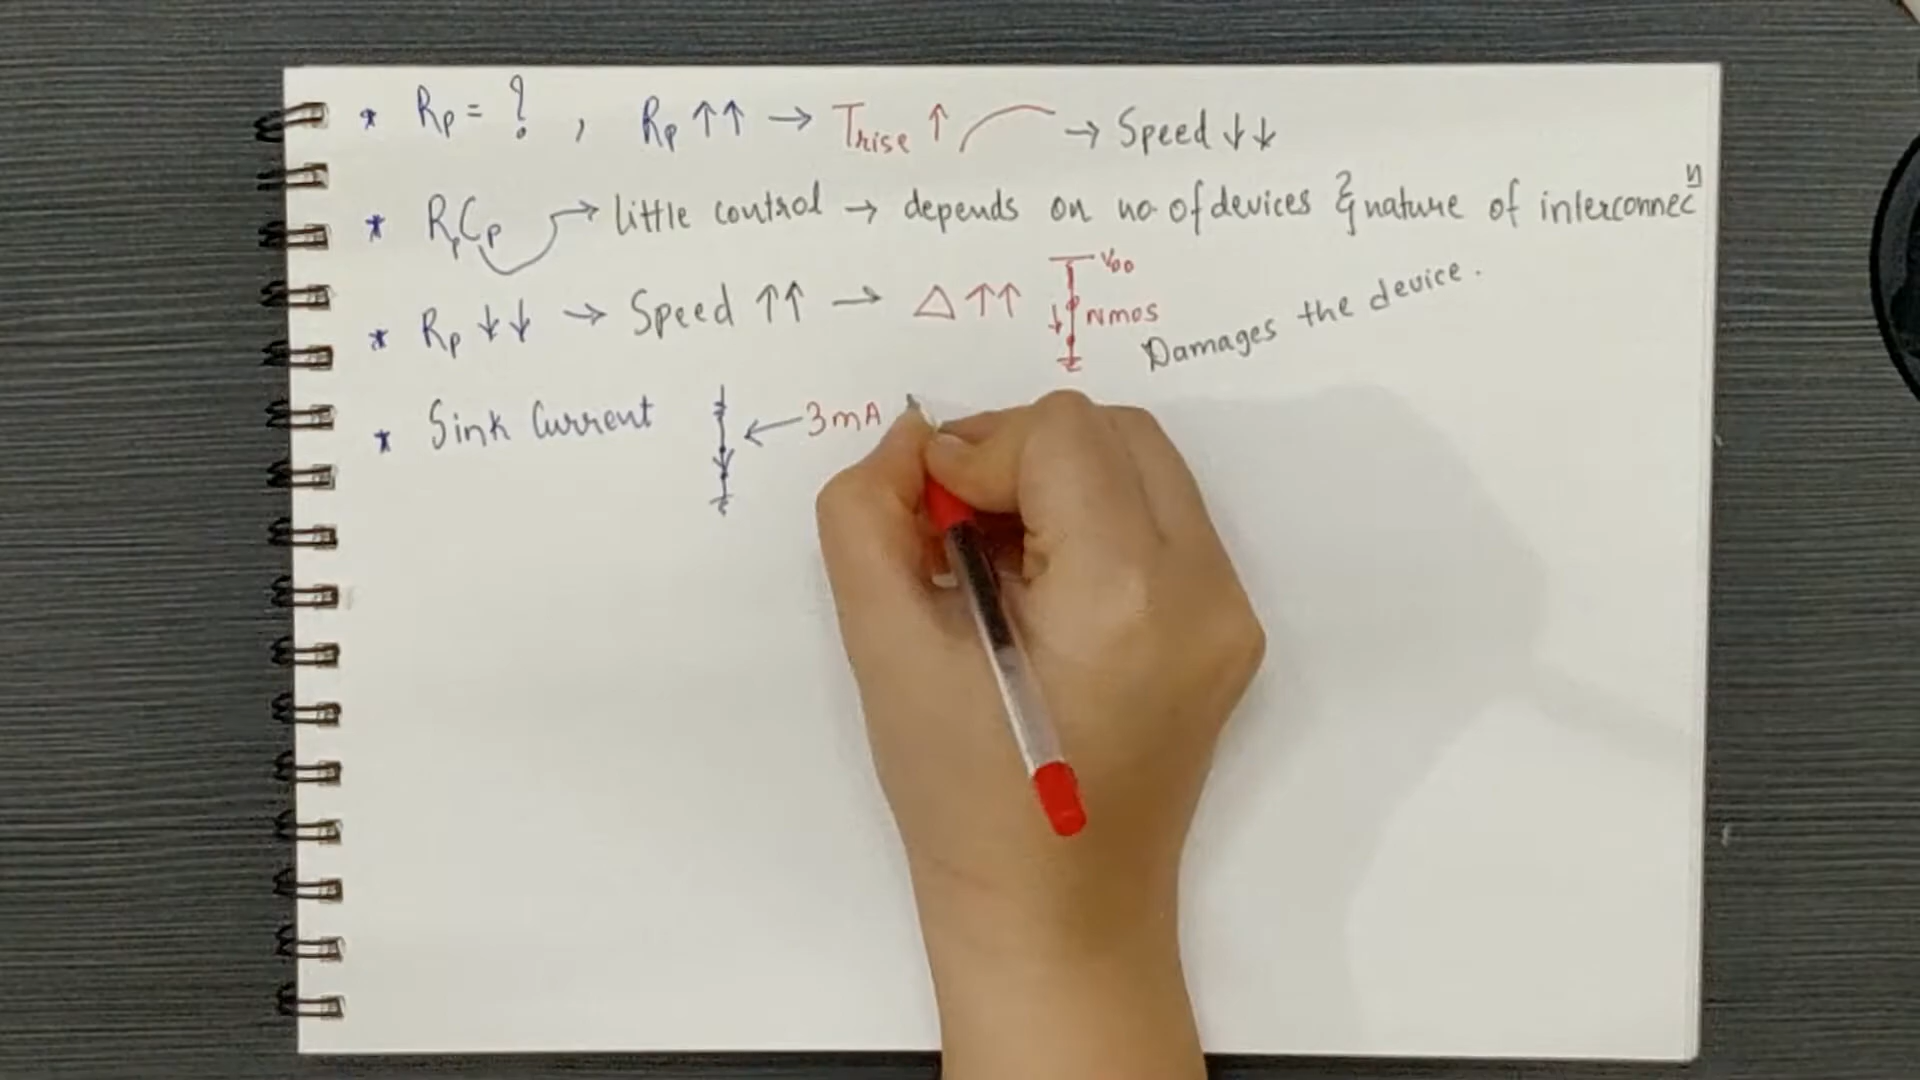 * Rp = ? , Rp ↑↑ → Trise ↑ → Speed ↓↓
* RpCp → little control → depends on no. of devices & nature of interconnecⁿ
* Rp ↓↓ → Speed ↑↑ → △ ↑↑ VDD NMOS Damages the device.
* Sink Current ← 3mA